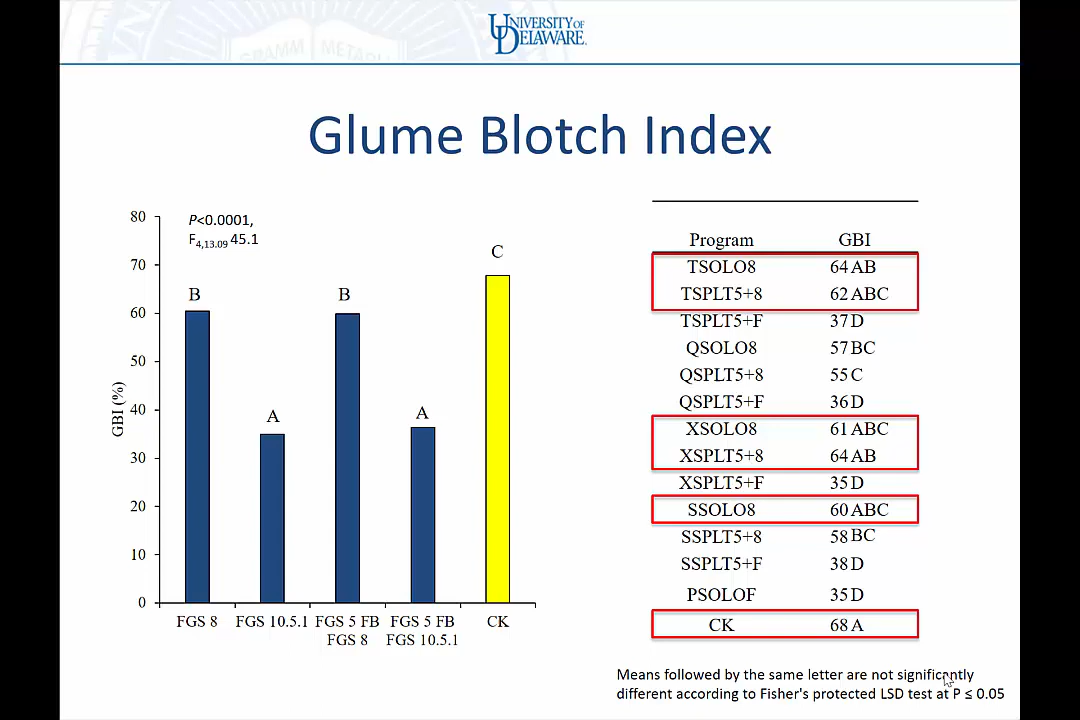 UNIVERSITY OF
DELAWARE.
GRAMM METARI
Glume Blotch Index
P<0.0001,
F4,13.09 45.1
80
70
60
50
40
30
20
10
0
GBI (%)
B
A
B
A
C
FGS 8
FGS 10.5.1
FGS 5 FB
FGS 8
FGS 5 FB
FGS 10.5.1
CK
Program GBI
TSOLO8 64 AB
TSPLT5+8 62 ABC
TSPLT5+F 37 D
QSOLO8 57 BC
QSPLT5+8 55 C
QSPLT5+F 36 D
XSOLO8 61 ABC
XSPLT5+8 64 AB
XSPLT5+F 35 D
SSOLO8 60 ABC
SSPLT5+8 58 BC
SSPLT5+F 38 D
PSOLOF 35 D
CK 68 A
Means followed by the same letter are not significantly
different according to Fisher's protected LSD test at P ≤ 0.05